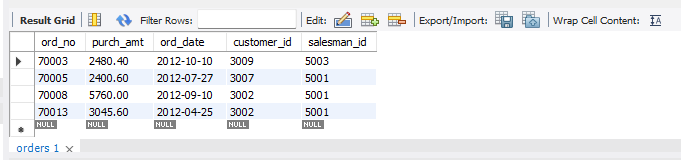 Result Grid Filter Rows: Edit: Export/Import: Wrap Cell Content: IA
ord_no purch_amt ord_date customer_id salesman_id
70003 2480.40 2012-10-10 3009 5003
70005 2400.60 2012-07-27 3007 5001
70008 5760.00 2012-09-10 3002 5001
70013 3045.60 2012-04-25 3002 5001
NULL NULL NULL NULL NULL
orders 1